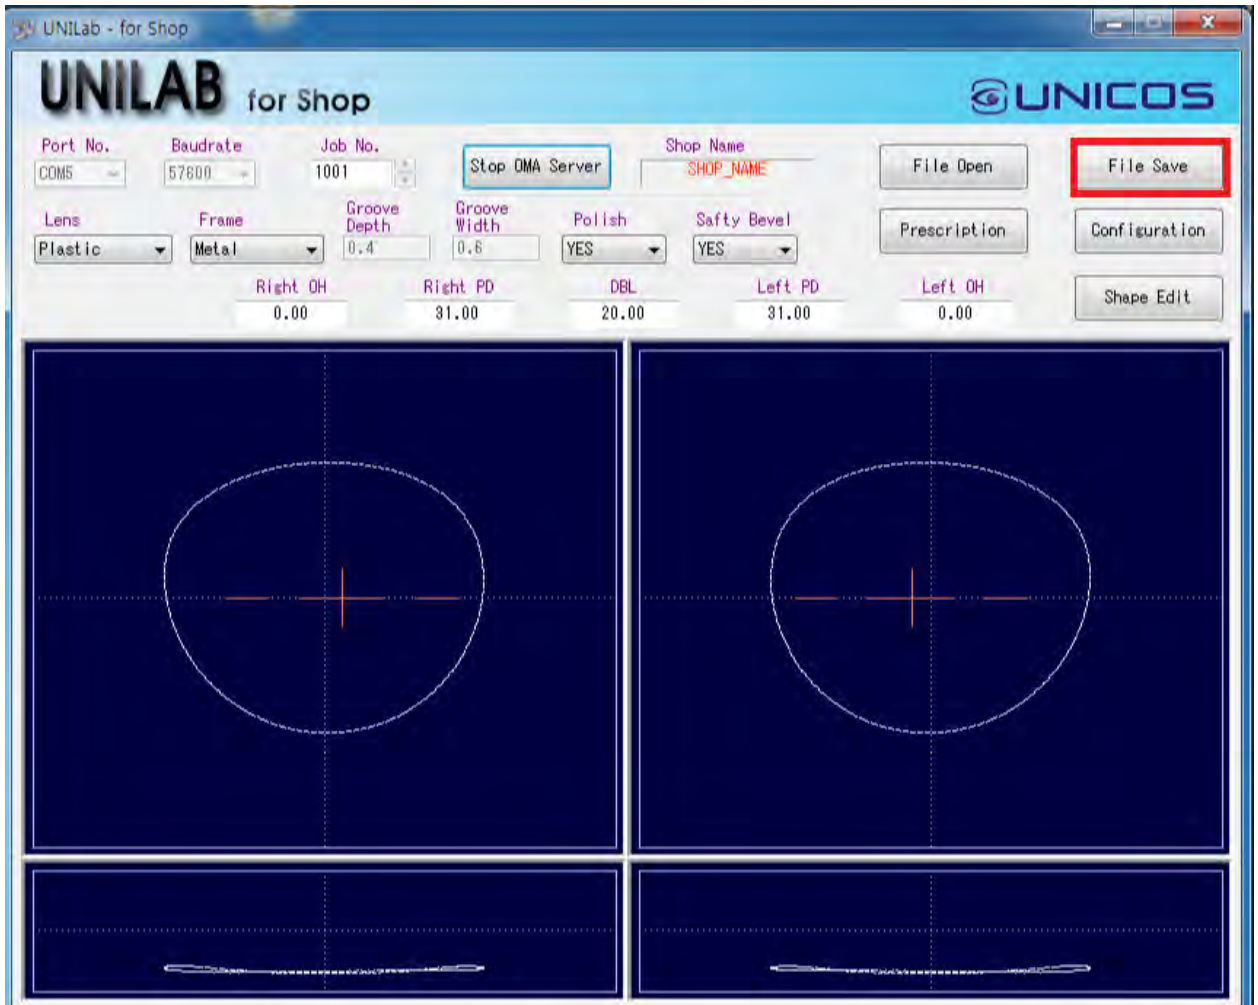 UNILab - for Shop
UNILAB for Shop
UNICOS
Port No. Baudrate Job No. Shop Name
COM5 57600 1001 Stop OMA Server SHOP_NAME File Open File Save
Lens Frame Groove Depth Groove Width Polish Safty Bevel
Plastic Metal 0.4 0.6 YES YES Prescription Configuration
Right OH Right PD DBL Left PD Left OH
0.00 31.00 20.00 31.00 0.00 Shape Edit